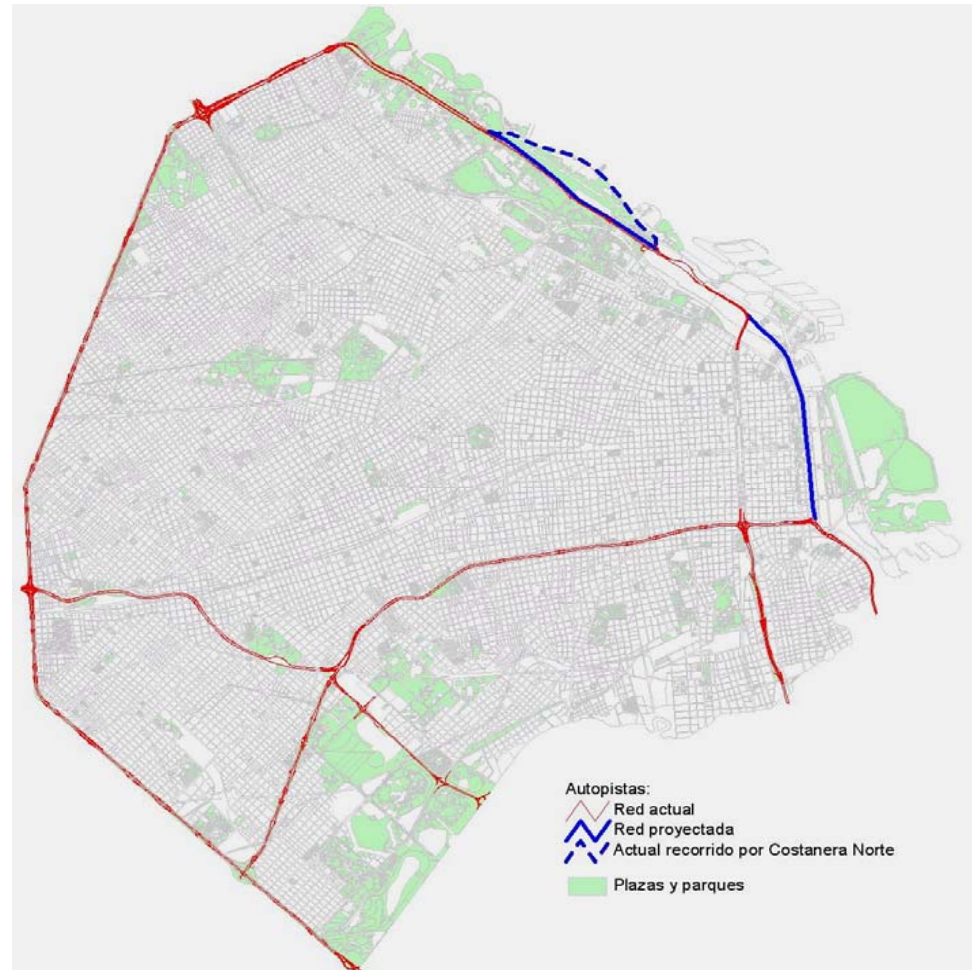 Autopistas:
Red actual
Red proyectada
Actual recorrido por Costanera Norte
Plazas y parques